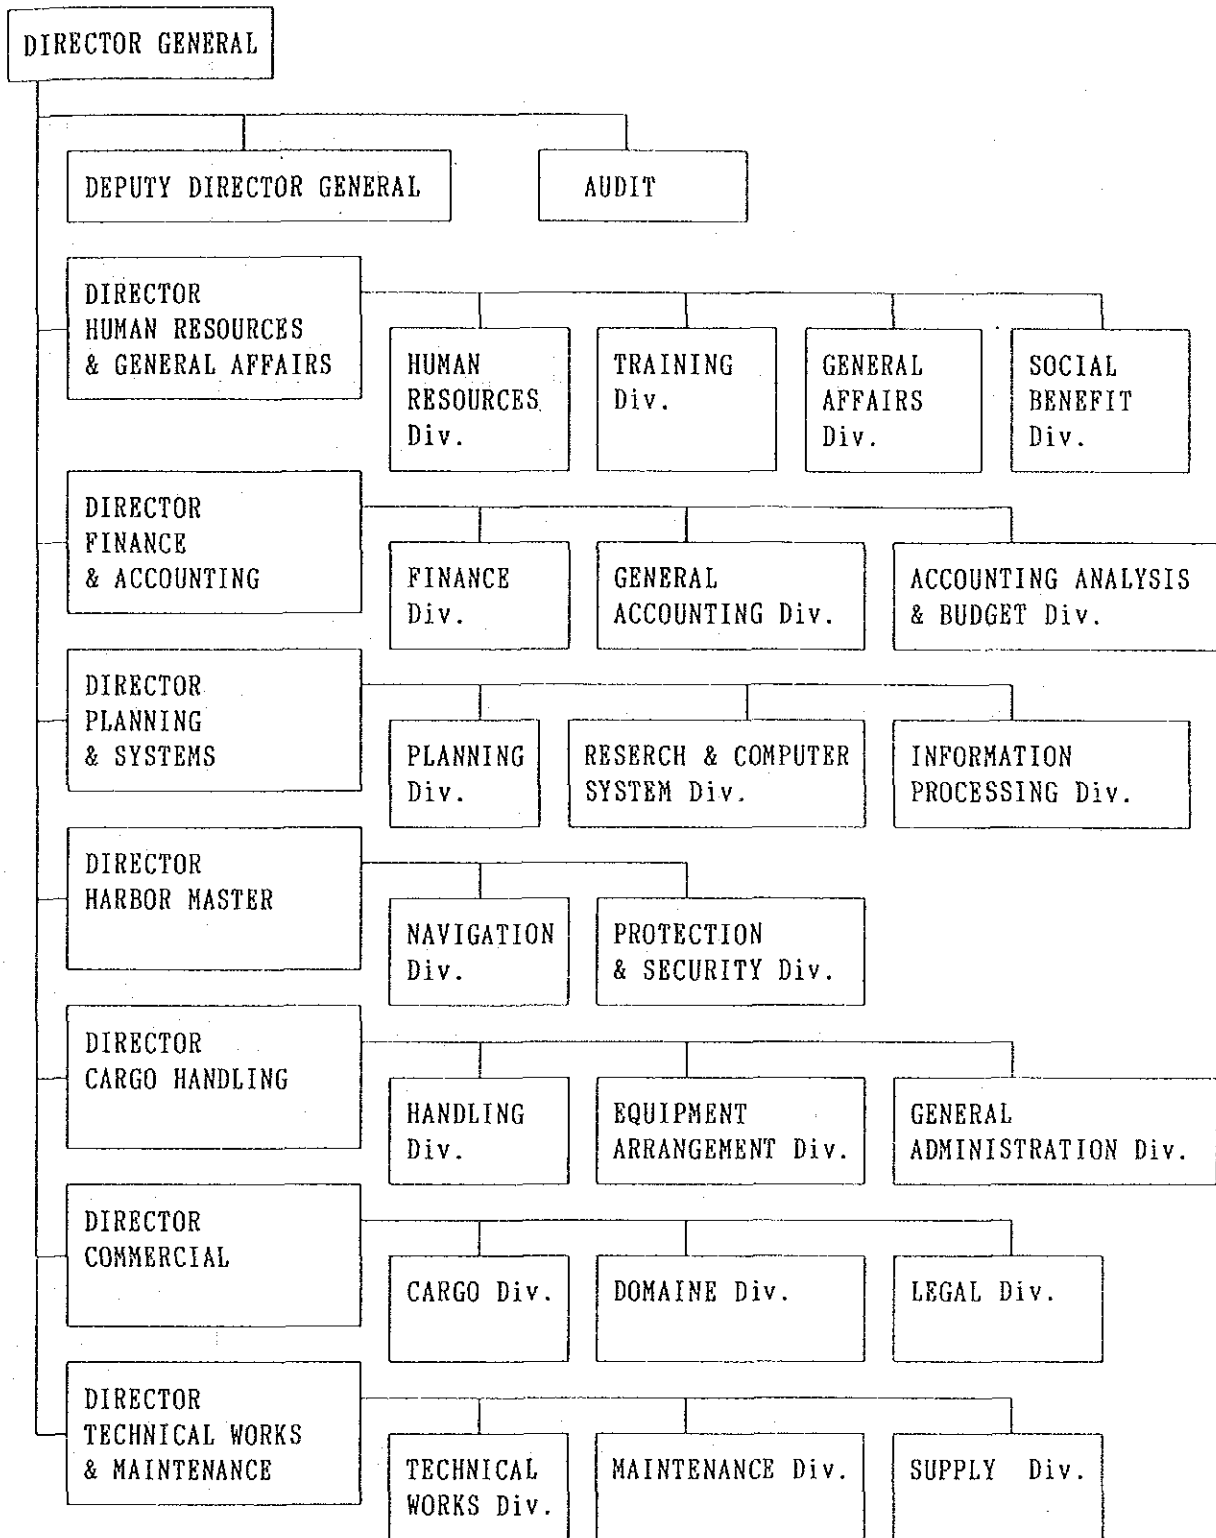 DIRECTOR GENERAL
DEPUTY DIRECTOR GENERAL
AUDIT
DIRECTOR
HUMAN RESOURCES
& GENERAL AFFAIRS
HUMAN
RESOURCES
Div.
TRAINING
Div.
GENERAL
AFFAIRS
Div.
SOCIAL
BENEFIT
Div.
DIRECTOR
FINANCE
& ACCOUNTING
FINANCE
Div.
GENERAL
ACCOUNTING Div.
ACCOUNTING ANALYSIS
& BUDGET Div.
DIRECTOR
PLANNING
& SYSTEMS
PLANNING
Div.
RESERCH & COMPUTER
SYSTEM Div.
INFORMATION
PROCESSING Div.
DIRECTOR
HARBOR MASTER
NAVIGATION
Div.
PROTECTION
& SECURITY Div.
DIRECTOR
CARGO HANDLING
HANDLING
Div.
EQUIPMENT
ARRANGEMENT Div.
GENERAL
ADMINISTRATION Div.
DIRECTOR
COMMERCIAL
CARGO Div.
DOMAINE Div.
LEGAL Div.
DIRECTOR
TECHNICAL WORKS
& MAINTENANCE
TECHNICAL
WORKS Div.
MAINTENANCE Div.
SUPPLY Div.